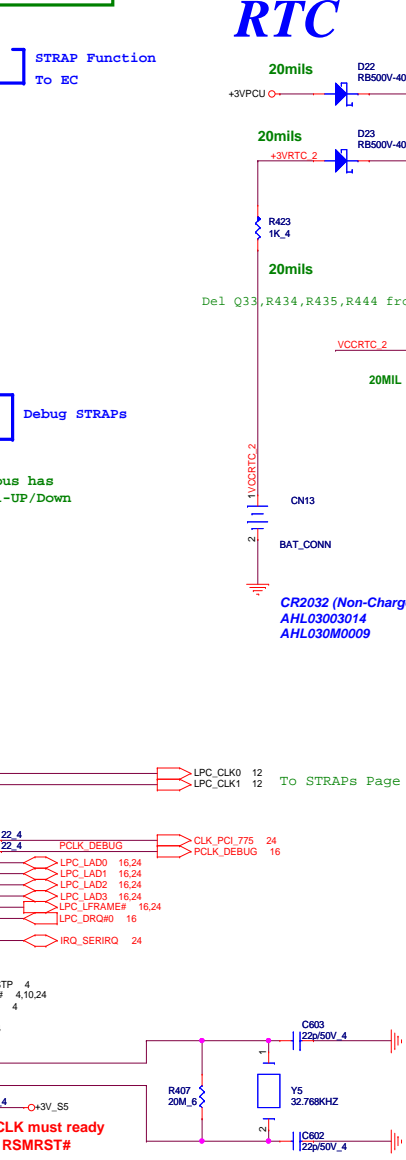 RTC
STRAP Function
To EC
20mils
D22
RB500V-40
+3VPCU
20mils
D23
RB500V-40
+3VRTC_2
R423
1K_4
20mils
Del Q33,R434,R435,R444 fro
VCCRTC_2
20MIL
Debug STRAPs
ous has
-UP/Down
VCCRTC_2
1
CN13
2
BAT_CONN
CR2032 (Non-Charg
AHL03003014
AHL030M0009
LPC_CLK0 12
LPC_CLK1 12
To STRAPs Page
22_4
CLK_PCI_775 24
22_4
PCLK_DEBUG
PCLK_DEBUG 16
LPC_LAD0 16,24
LPC_LAD1 16,24
LPC_LAD2 16,24
LPC_LAD3 16,24
LPC_LFRAME# 16,24
LPC_DRQ#0 16
IRQ_SERIRQ 24
STP 4
# 4,10,24
4
C603
22p/50V_4
1
R407
20M_6
Y5
32.768KHZ
2
C602
22p/50V_4
_4
+3V_S5
CLK must ready
RSMRST#